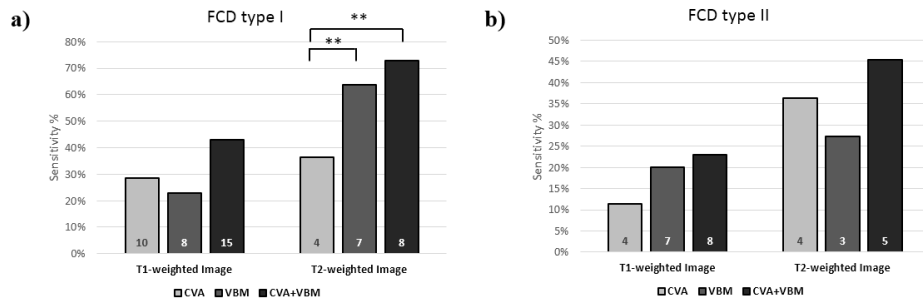 a)
FCD type I
Sensitivity %
80%
70%
60%
50%
40%
30%
20%
10%
0%
**
**
10
8
15
4
7
8
T1-weighted Image
T2-weighted Image
CVA VBM CVA+VBM
b)
FCD type II
Sensitivity %
50%
45%
40%
35%
30%
25%
20%
15%
10%
5%
0%
4
7
8
4
3
5
T1-weighted Image
T2-weighted Image
CVA VBM CVA+VBM